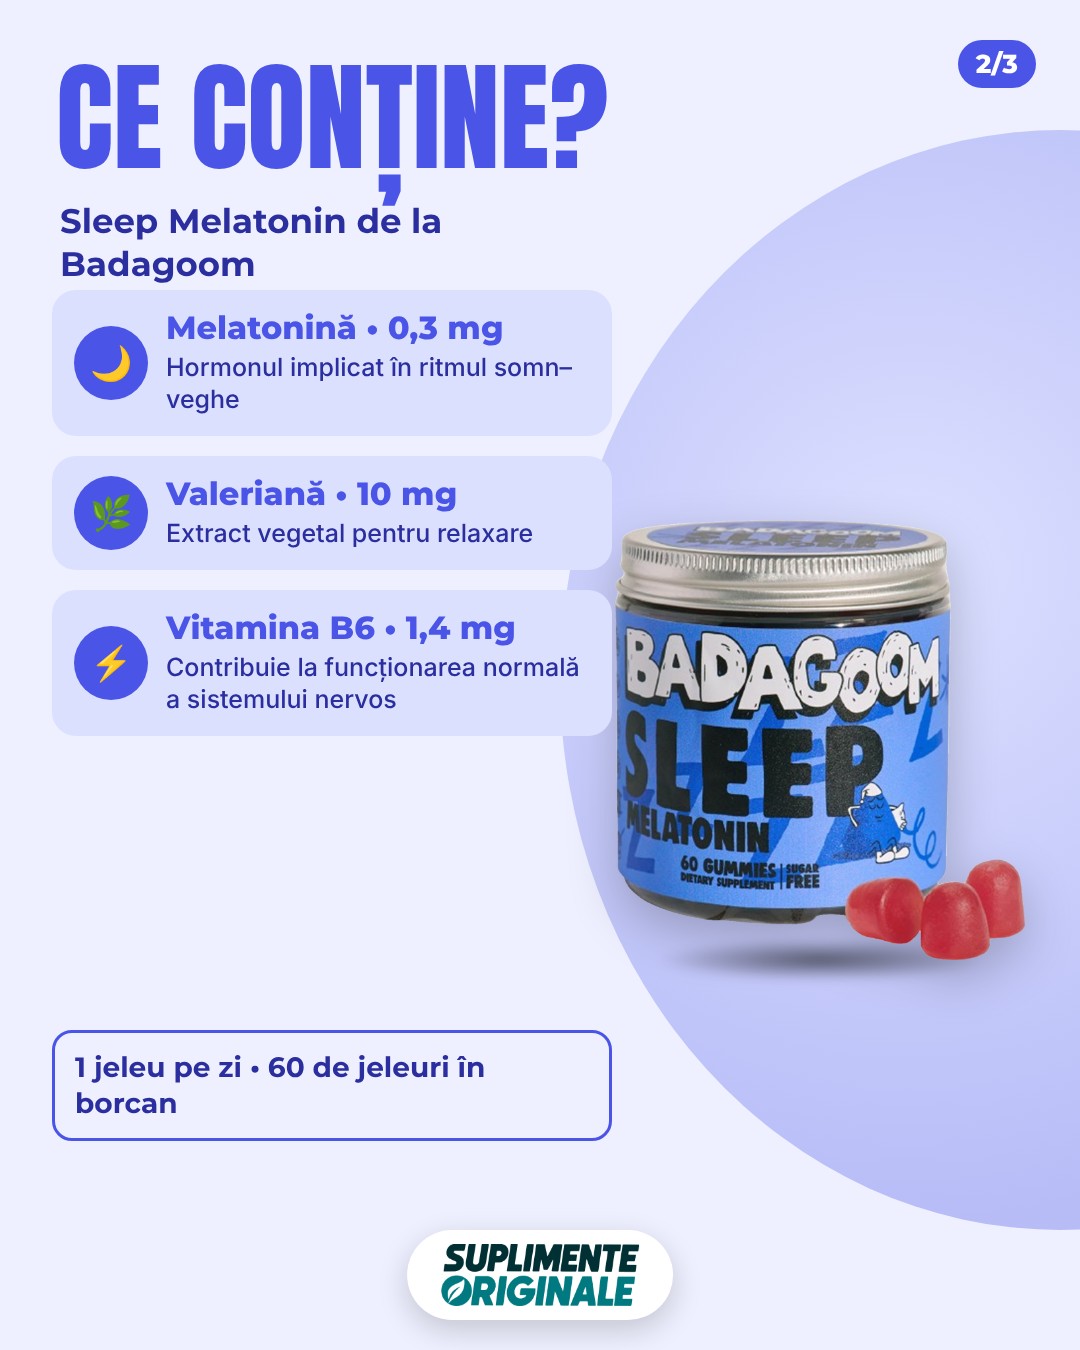 CE CONȚINE?
2/3
Sleep Melatonin de la
Badagoom
🌙
Melatonină • 0,3 mg
Hormonul implicat în ritmul somn–
veghe
🌿
Valeriană • 10 mg
Extract vegetal pentru relaxare
⚡
Vitamina B6 • 1,4 mg
Contribuie la funcționarea normală
a sistemului nervos
BADAGOOM
SLEEP
MELATONIN
BADAGOOM
SLEEP
MELATONIN
60 GUMMIES
DIETARY SUPPLEMENT
SUGAR
FREE
1 jeleu pe zi • 60 de jeleuri în
borcan
SUPLIMENTE
ORIGINALE